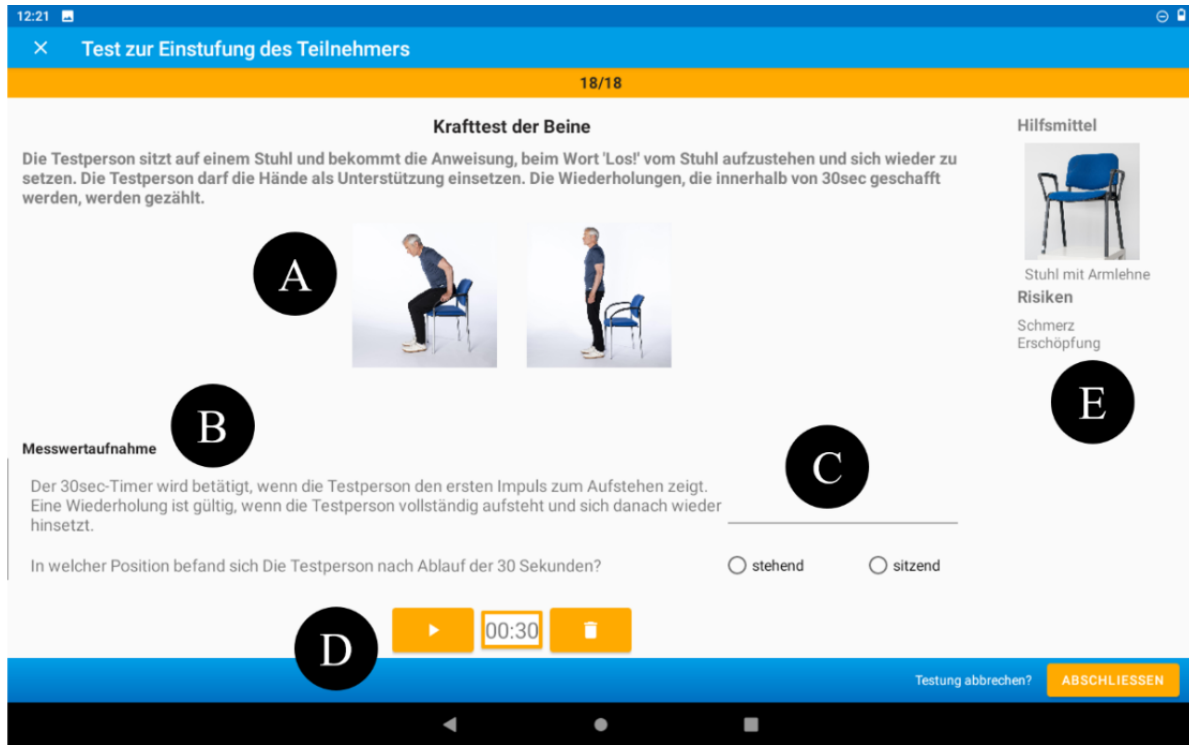 12:21
Test zur Einstufung des Teilnehmers
18/18
Krafttest der Beine
Die Testperson sitzt auf einem Stuhl und bekommt die Anweisung, beim Wort 'Los!' vom Stuhl aufzustehen und sich wieder zu
setzen. Die Testperson darf die Hände als Unterstützung einsetzen. Die Wiederholungen, die innerhalb von 30sec geschafft
werden, werden gezählt.
A
Hilfsmittel
Stuhl mit Armlehne
Risiken
Schmerz
Erschöpfung
E
B
Messwertaufnahme
C
Der 30sec-Timer wird betätigt, wenn die Testperson den ersten Impuls zum Aufstehen zeigt.
Eine Wiederholung ist gültig, wenn die Testperson vollständig aufsteht und sich danach wieder
hinsetzt.
In welcher Position befand sich Die Testperson nach Ablauf der 30 Sekunden?
stehend
sitzend
D
00:30
Testung abbrechen?
ABSCHLIESSEN